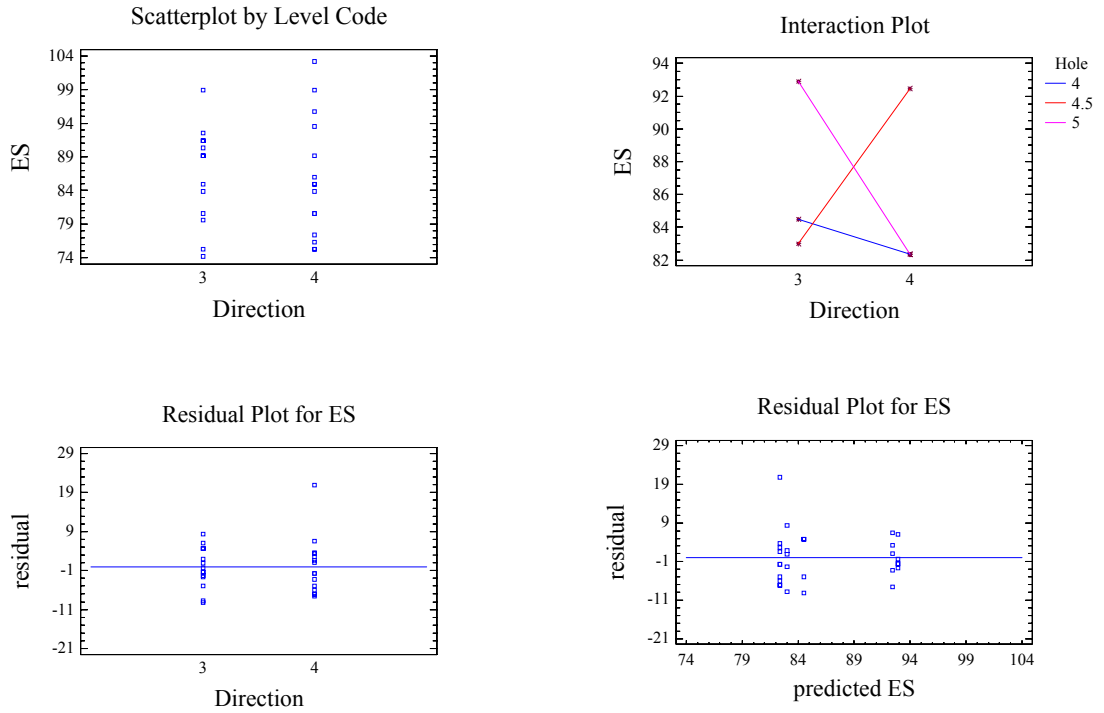 Scatterplot by Level Code
ES
104
99
94
89
84
79
74
3 4
Direction
Interaction Plot
ES
94
92
90
88
86
84
82
3 4
Direction
Hole
4
4.5
5
Residual Plot for ES
residual
29
19
9
-1
-11
-21
3 4
Direction
Residual Plot for ES
residual
29
19
9
-1
-11
-21
74 79 84 89 94 99 104
predicted ES